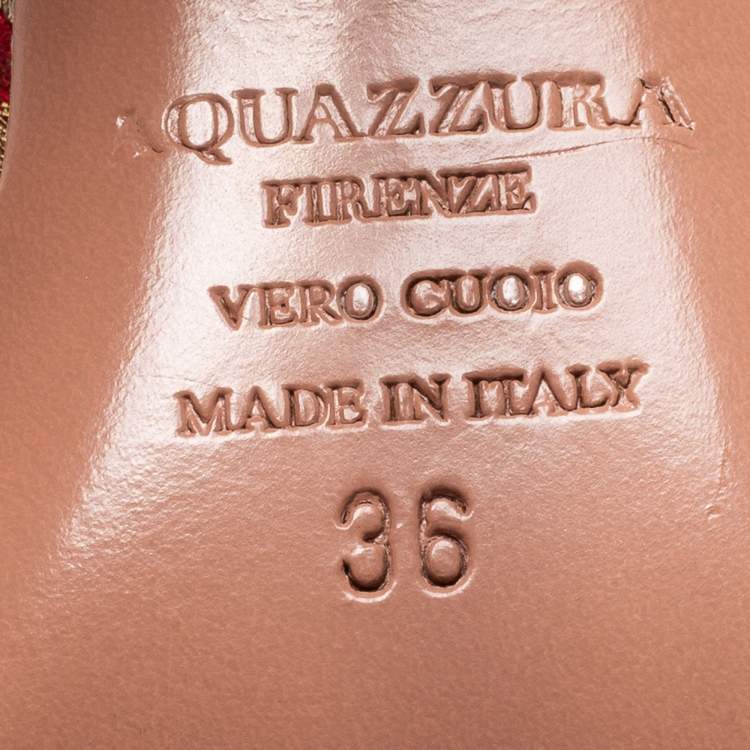 AQUAZZURA
FIRENZE
VERO CUOIO
MADE IN ITALY
36